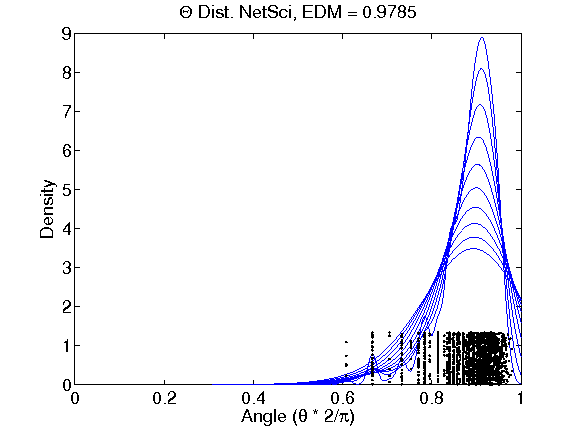 Θ Dist. NetSci, EDM = 0.9785
9
8
7
6
5
4
3
2
1
0
Density
0 0.2 0.4 0.6 0.8 1
Angle (θ * 2/π)